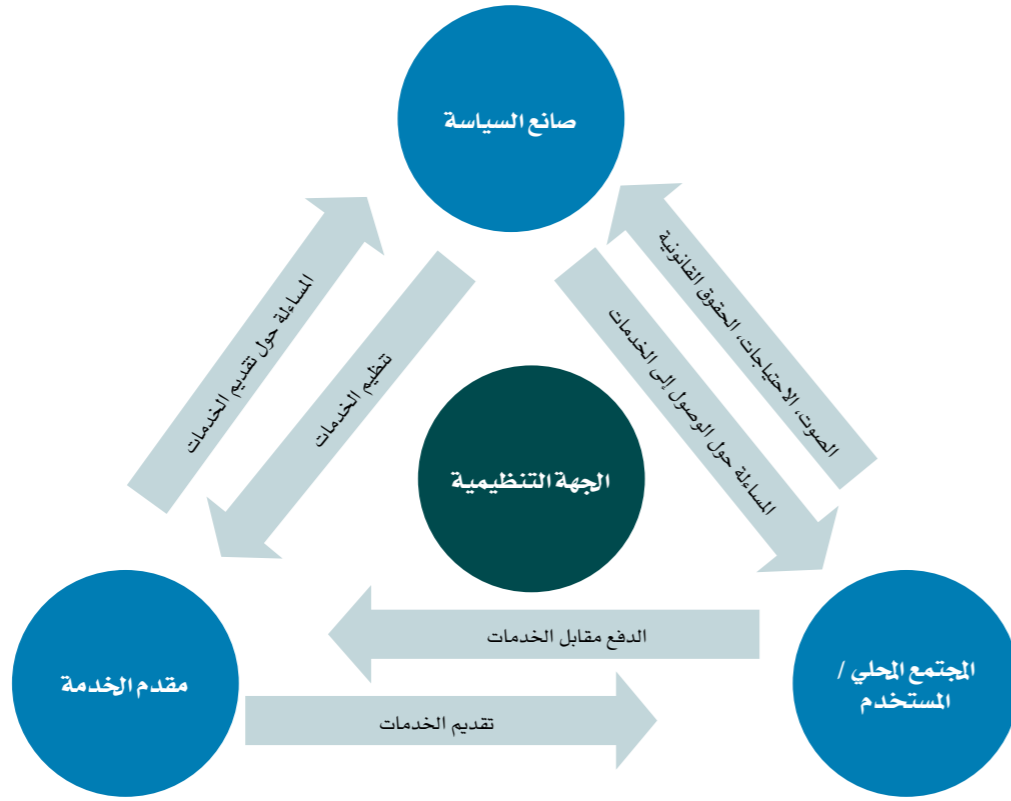 صانع السياسة
الصوت، الاحتياجات، الحقوق القانونية
المساءلة حول الوصول إلى الخدمات
المساءلة حول تقديم الخدمات
تنظيم الخدمات
الجهة التنظيمية
الدفع مقابل الخدمات
المجتمع المحلي /
المستخدم
مقدم الخدمة
تقديم الخدمات